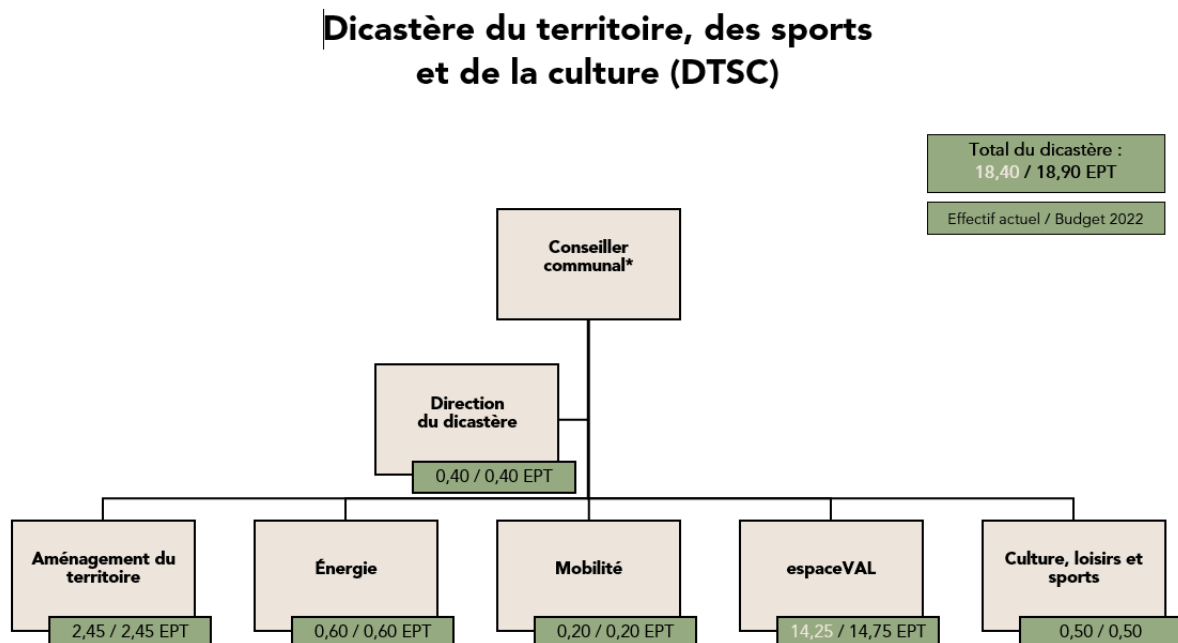 Dicastère du territoire, des sports
et de la culture (DTSC)
Total du dicastère :
18,40 / 18,90 EPT
Effectif actuel / Budget 2022
Conseiller
communal*
Direction
du dicastère
0,40 / 0,40 EPT
Aménagement du
territoire
2,45 / 2,45 EPT
Énergie
0,60 / 0,60 EPT
Mobilité
0,20 / 0,20 EPT
espaceVAL
14,25 / 14,75 EPT
Culture, loisirs et
sports
0,50 / 0,50